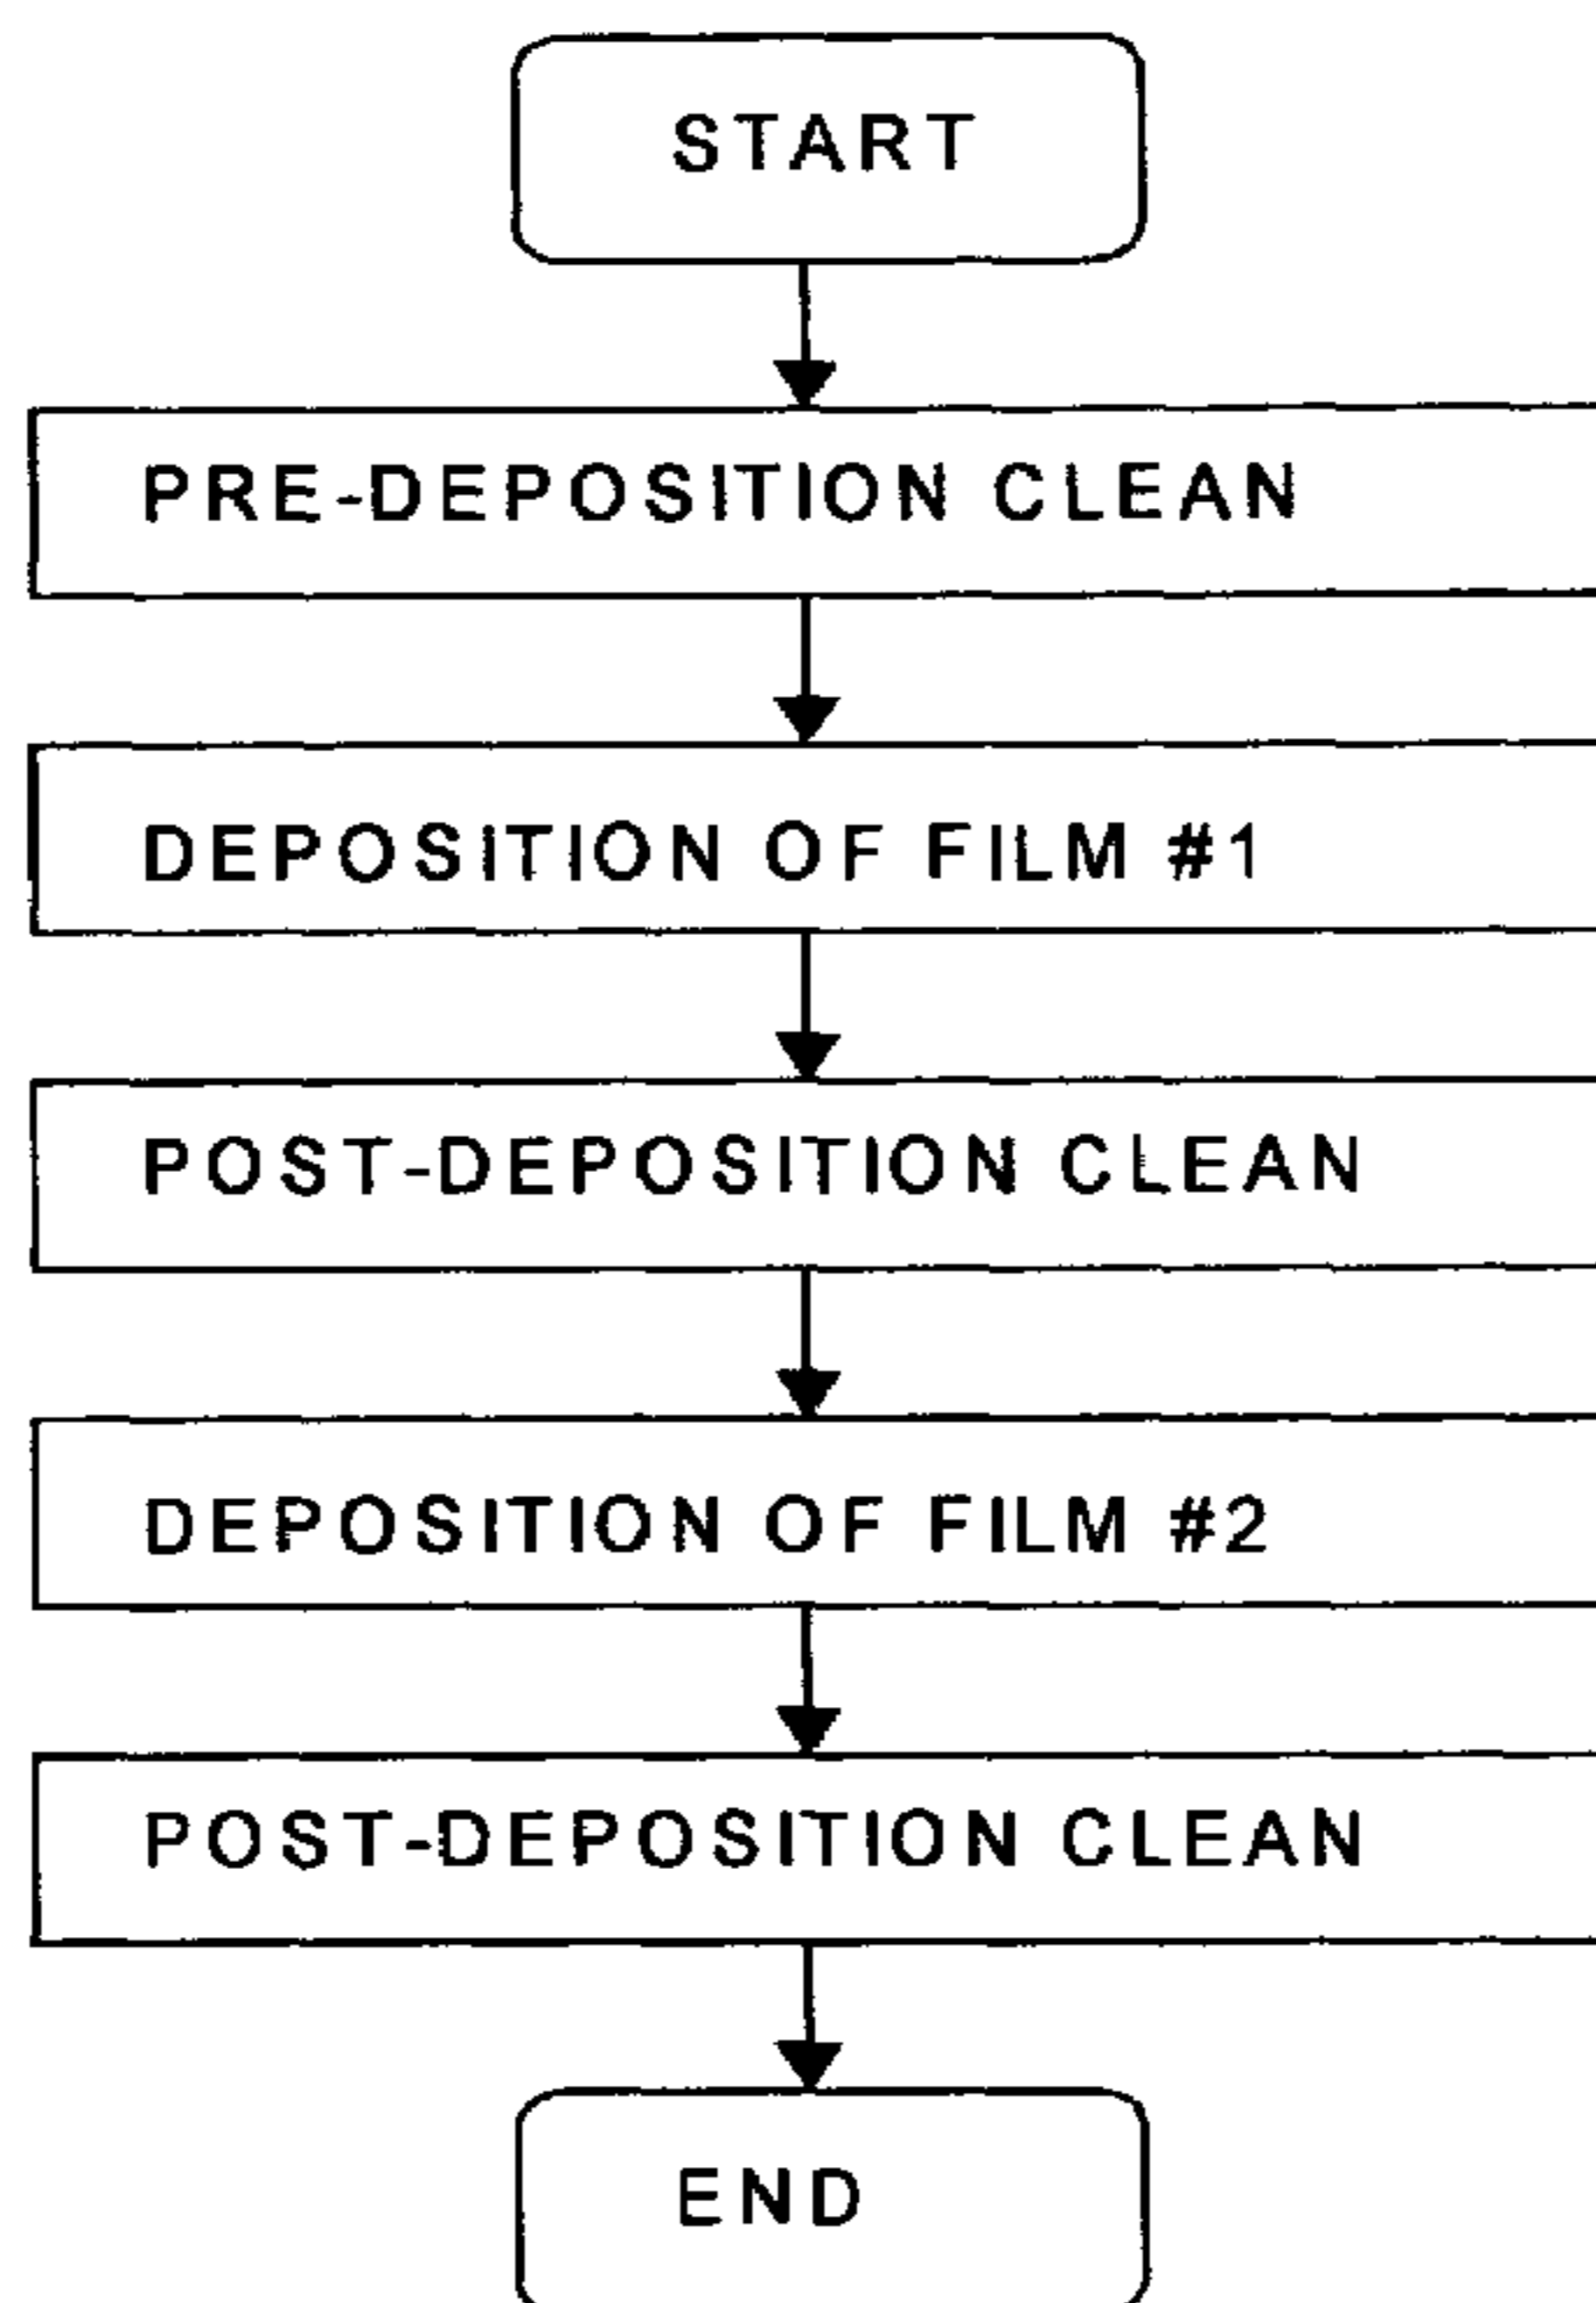 START
PRE-DEPOSITION CLEAN
DEPOSITION OF FILM #1
POST-DEPOSITION CLEAN
DEPOSITION OF FILM #2
POST-DEPOSITION CLEAN
END